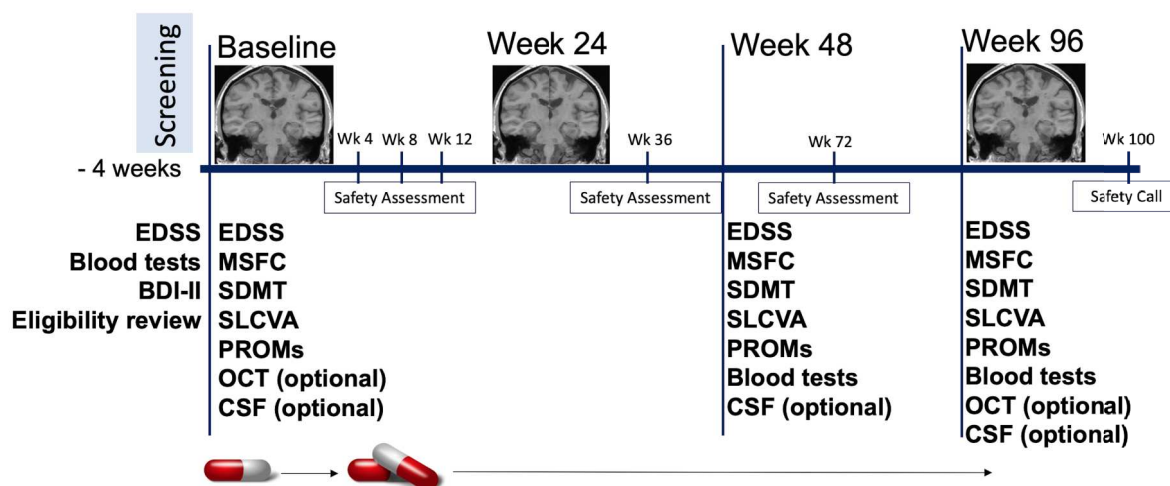 Screening
Baseline
Week 24
Week 48
Week 96
Wk 4
Wk 8
Wk 12
Wk 36
Wk 72
Wk 100
- 4 weeks
Safety Assessment
Safety Assessment
Safety Assessment
Safety Call
EDSS
Blood tests
BDI-II
Eligibility review
EDSS
MSFC
SDMT
SLCVA
PROMs
OCT (optional)
CSF (optional)
EDSS
MSFC
SDMT
SLCVA
PROMs
Blood tests
CSF (optional)
EDSS
MSFC
SDMT
SLCVA
PROMs
Blood tests
OCT (optional)
CSF (optional)